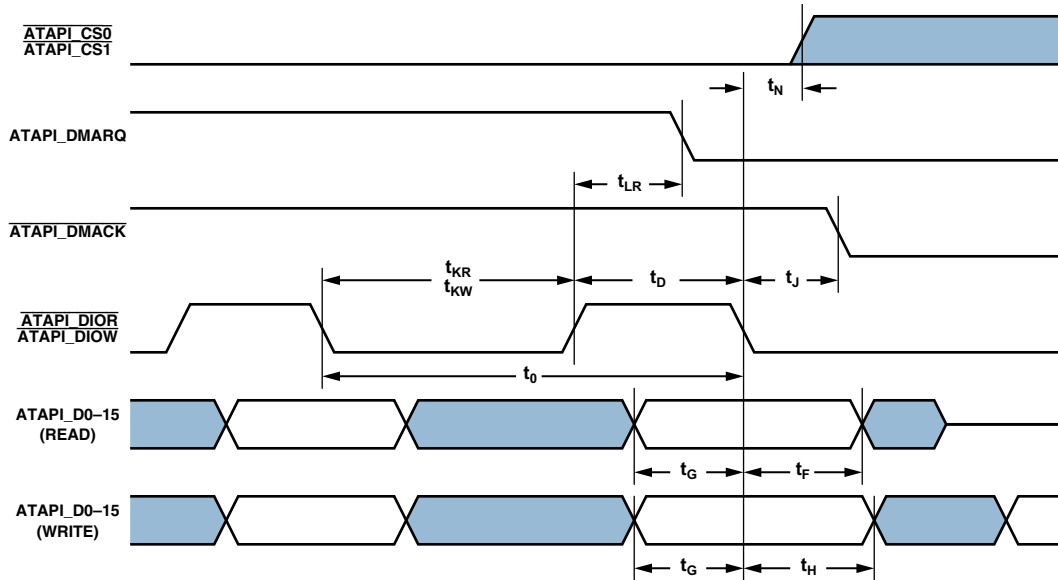 ATAPI_CS0
ATAPI_CS1
tN
ATAPI_DMARQ
tLR
ATAPI_DMACK
tKR
tKW
tD
tJ
ATAPI_DIOR
ATAPI_DIOW
t0
ATAPI_D0–15
(READ)
tG
tF
ATAPI_D0–15
(WRITE)
tG
tH